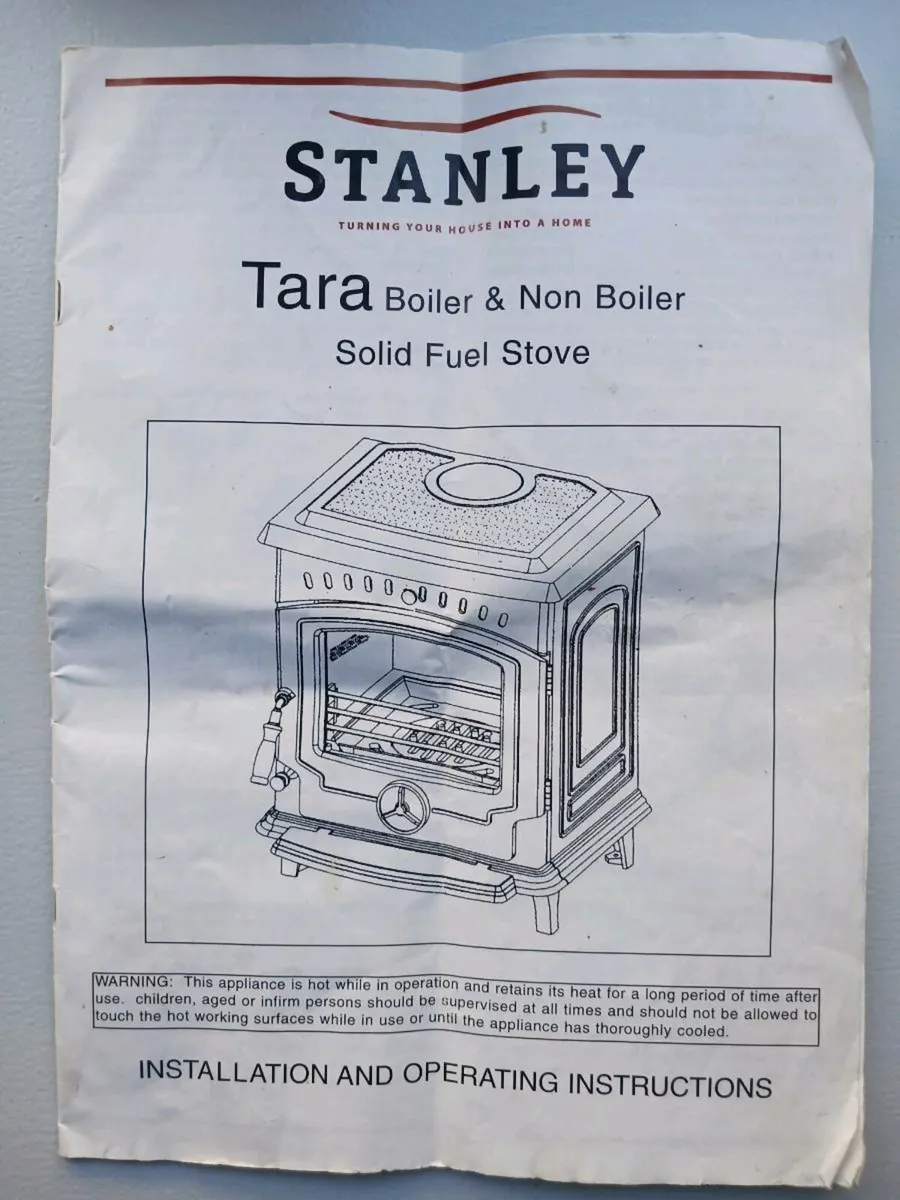 STANLEY
TURNING YOUR HOUSE INTO A HOME
Tara Boiler & Non Boiler
Solid Fuel Stove
WARNING: This appliance is hot while in operation and retains its heat for a long period of time after
use. children, aged or infirm persons should be supervised at all times and should not be allowed to
touch the hot working surfaces while in use or until the appliance has thoroughly cooled.
INSTALLATION AND OPERATING INSTRUCTIONS